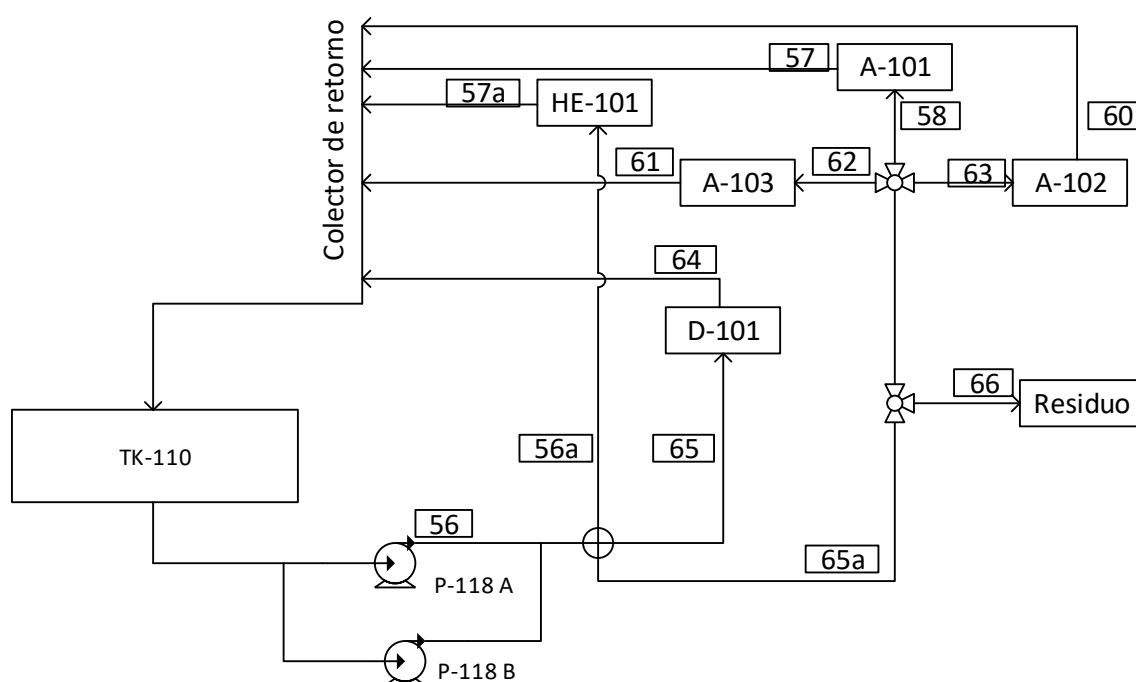 Colector de retorno
57
A-101
57a
HE-101
58
60
61
A-103
62
63
A-102
64
D-101
66
Residuo
TK-110
56a
65
56
65a
P-118 A
P-118 B